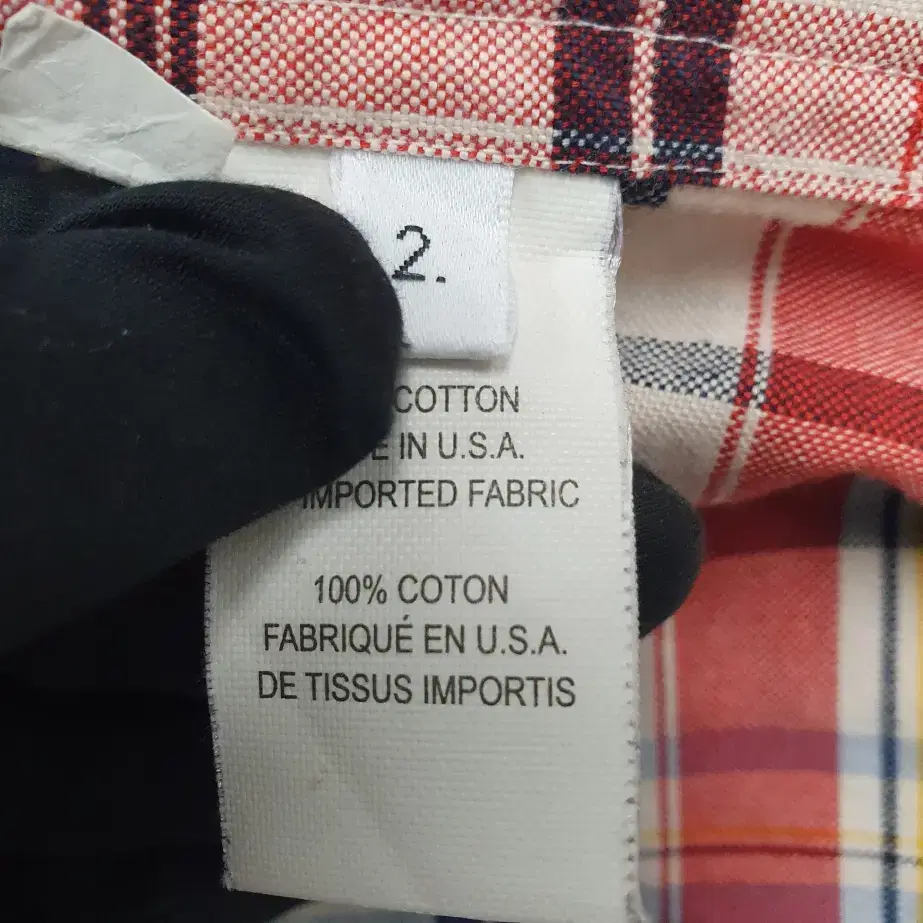 2.
COTTON
E IN U.S.A.
IMPORTED FABRIC
100% COTON
FABRIQUÉ EN U.S.A.
DE TISSUS IMPORTIS